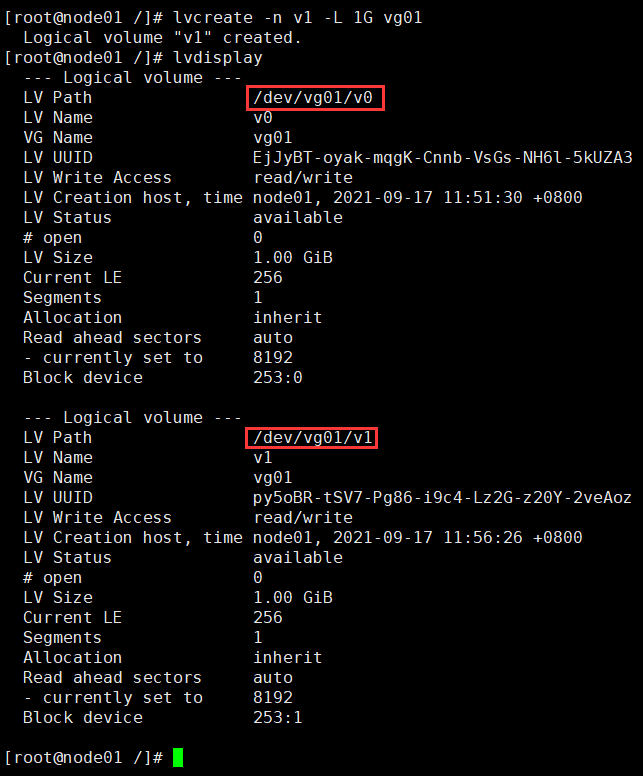 [root@node01 /]# lvcreate -n v1 -L 1G vg01
  Logical volume "v1" created.
[root@node01 /]# lvdisplay
  --- Logical volume ---
  LV Path                /dev/vg01/v0
  LV Name                v0
  VG Name                vg01
  LV UUID                EjJyBT-oyak-mqgK-Cnnb-VsGs-NH6l-5kUZA3
  LV Write Access        read/write
  LV Creation host, time node01, 2021-09-17 11:51:30 +0800
  LV Status              available
  # open                 0
  LV Size                1.00 GiB
  Current LE             256
  Segments               1
  Allocation             inherit
  Read ahead sectors     auto
  - currently set to     8192
  Block device           253:0

  --- Logical volume ---
  LV Path                /dev/vg01/v1
  LV Name                v1
  VG Name                vg01
  LV UUID                py5oBR-tSV7-Pg86-i9c4-Lz2G-z20Y-2veAoz
  LV Write Access        read/write
  LV Creation host, time node01, 2021-09-17 11:56:26 +0800
  LV Status              available
  # open                 0
  LV Size                1.00 GiB
  Current LE             256
  Segments               1
  Allocation             inherit
  Read ahead sectors     auto
  - currently set to     8192
  Block device           253:1

[root@node01 /]#